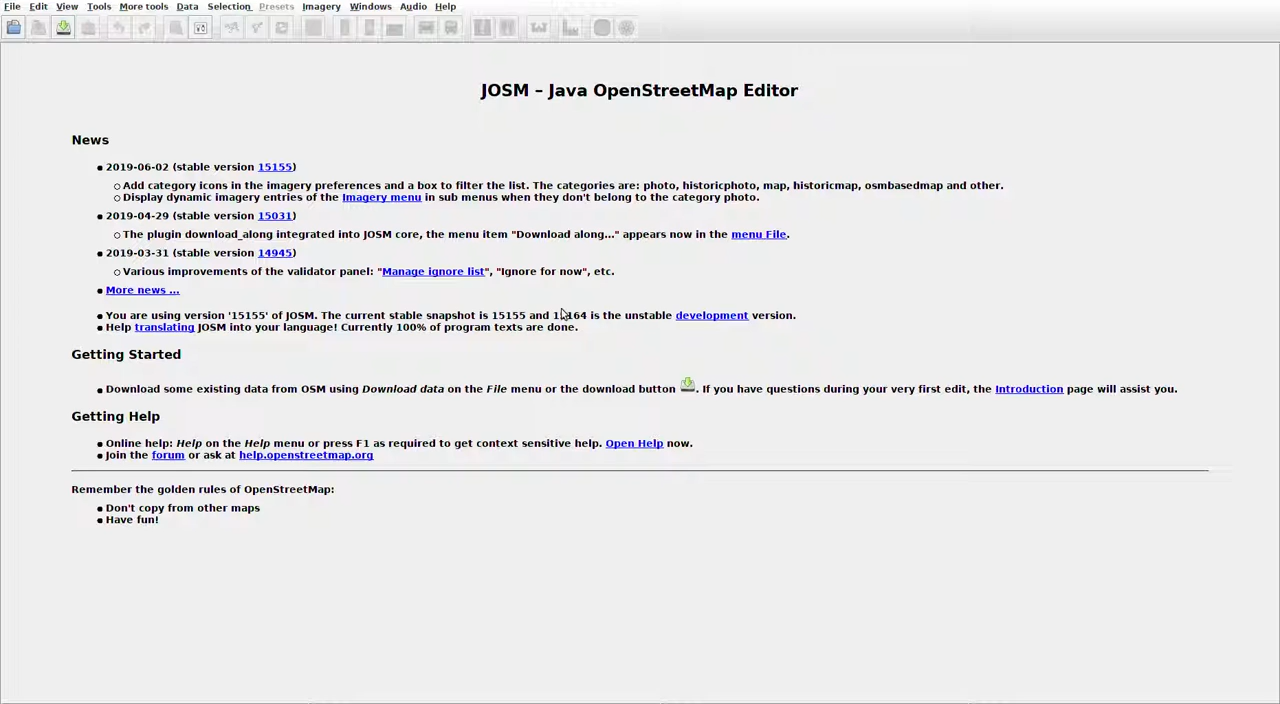 File Edit View Tools More tools Data Selection Presets Imagery Windows Audio Help
JOSM – Java OpenStreetMap Editor
News
2019-06-02 (stable version 15155)
Add category icons in the imagery preferences and a box to filter the list. The categories are: photo, historicphoto, map, historicmap, osmbasedmap and other.
Display dynamic imagery entries of the Imagery menu in sub menus when they don't belong to the category photo.
2019-04-29 (stable version 15031)
The plugin download_along integrated into JOSM core, the menu item "Download along..." appears now in the menu File.
2019-03-31 (stable version 14945)
Various improvements of the validator panel: "Manage ignore list", "Ignore for now", etc.
More news ...
You are using version '15155' of JOSM. The current stable snapshot is 15155 and is the unstable development version.
Help translating JOSM into your language! Currently 100% of program texts are done.
Getting Started
Download some existing data from OSM using Download data on the File menu or the download button . If you have questions during your very first edit, the Introduction page will assist you.
Getting Help
Online help: Help on the Help menu or press F1 as required to get context sensitive help. Open Help now.
Join the forum or ask at help.openstreetmap.org
Remember the golden rules of OpenStreetMap:
Don't copy from other maps
Have fun!